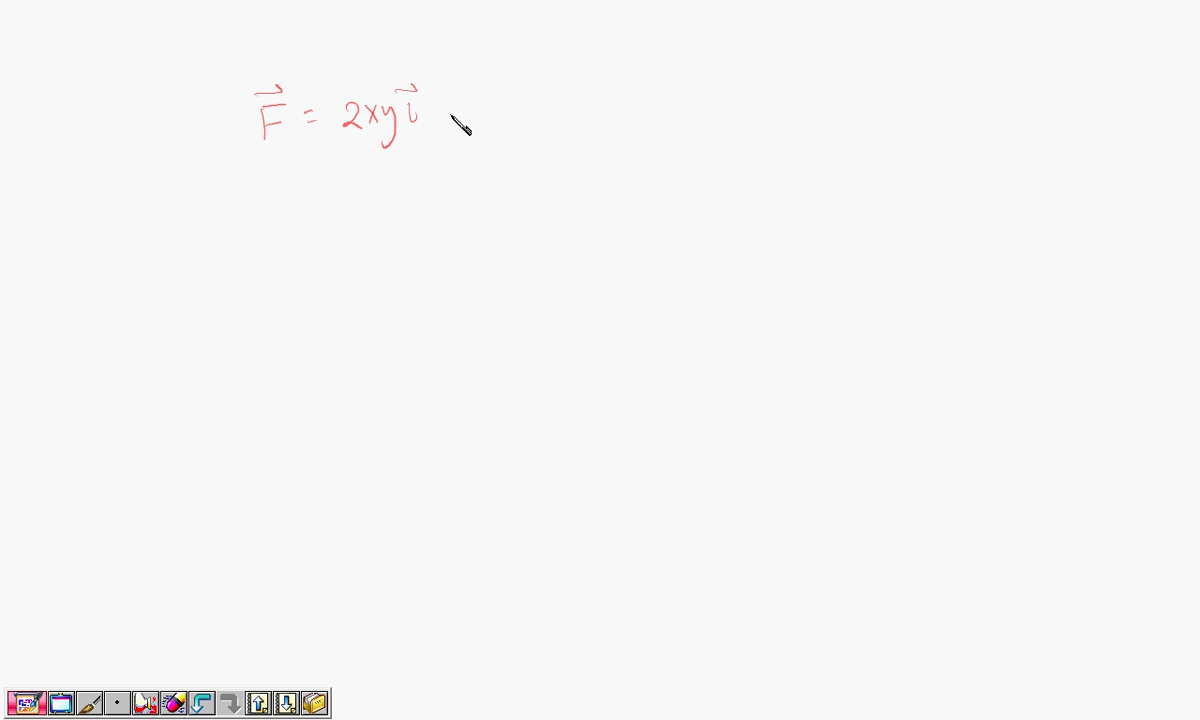 F⃗ = 2xy i⃗